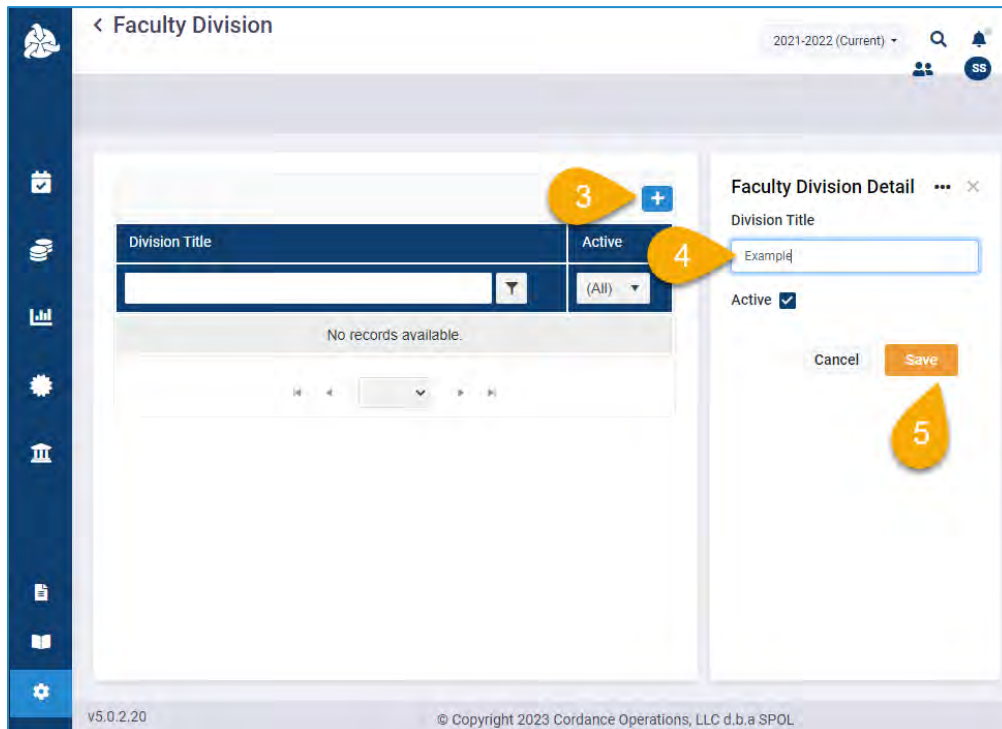 Faculty Division
2021-2022 (Current)
SS
3
Faculty Division Detail
Division Title
Division Title
Active
4
Example
(All)
Active
No records available.
Cancel
Save
5
v5.0.2.20
© Copyright 2023 Cordance Operations, LLC d.b.a SPOL